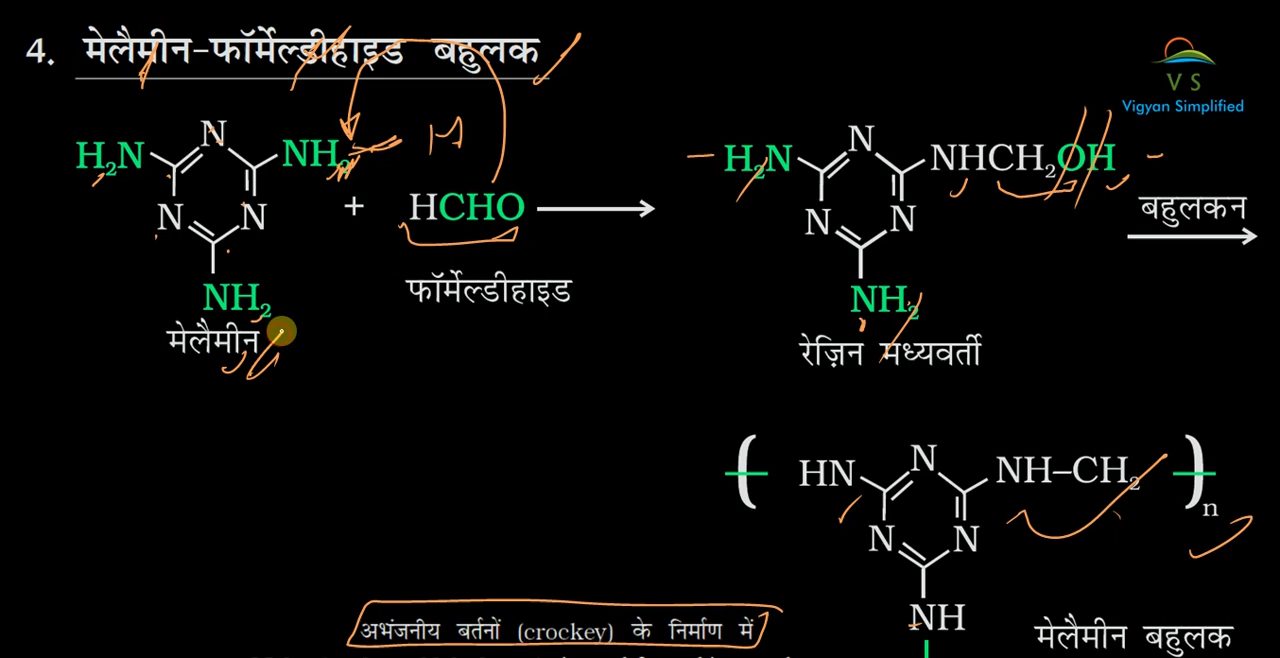 4. मेलैमीन-फॉर्मेल्डीहाइड बहुलक
V S
Vigyan Simplified
H₂N N NH₂ H
N N
NH₂
मेलैमीन
+ HCHO
फॉर्मेल्डीहाइड
H₂N N NHCH₂OH
N N
NH₂
रेज़िन मध्यवर्ती
बहुलकन
( HN N NH–CH₂ )n
N N
NH
मेलैमीन बहुलक
अभंजनीय बर्तनों (crockey) के निर्माण में